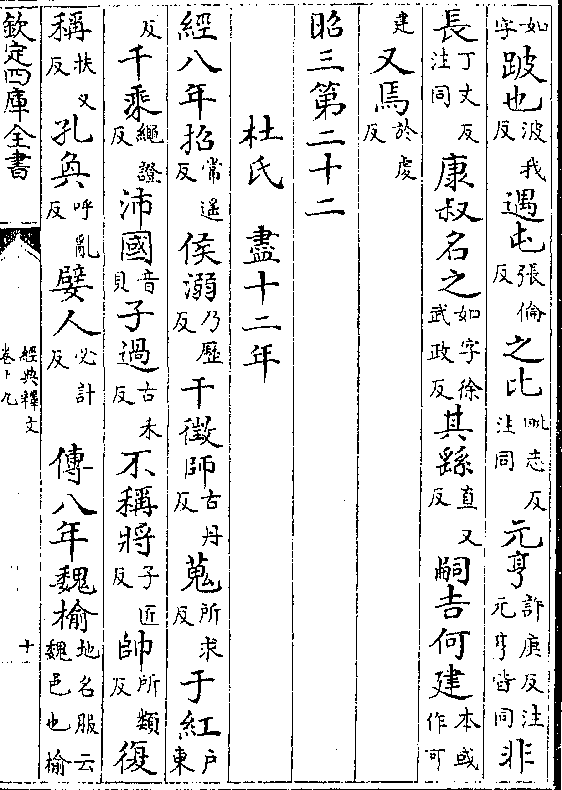 如字跛也波我反遇屯張倫反之比毗志反注同元亨許庚反注元亨皆同非
長丁丈反注同康叔名之如字徐武政反其繇直又反嗣吉何建本或作可
建又焉於虔反
昭三第二十二
杜氏 盡十二年
經八年招常遥反侯溺乃歷反干徵師古丹反蒐所求反于紅户東
反千乘繩證反沛國音貝子過古禾反不稱將子匠反帥所類反復
稱扶又反孔奐呼亂反嬖人必計反傳八年魏榆地名服云魏邑也榆
欽定四庫全書
經典釋文
卷十九
十